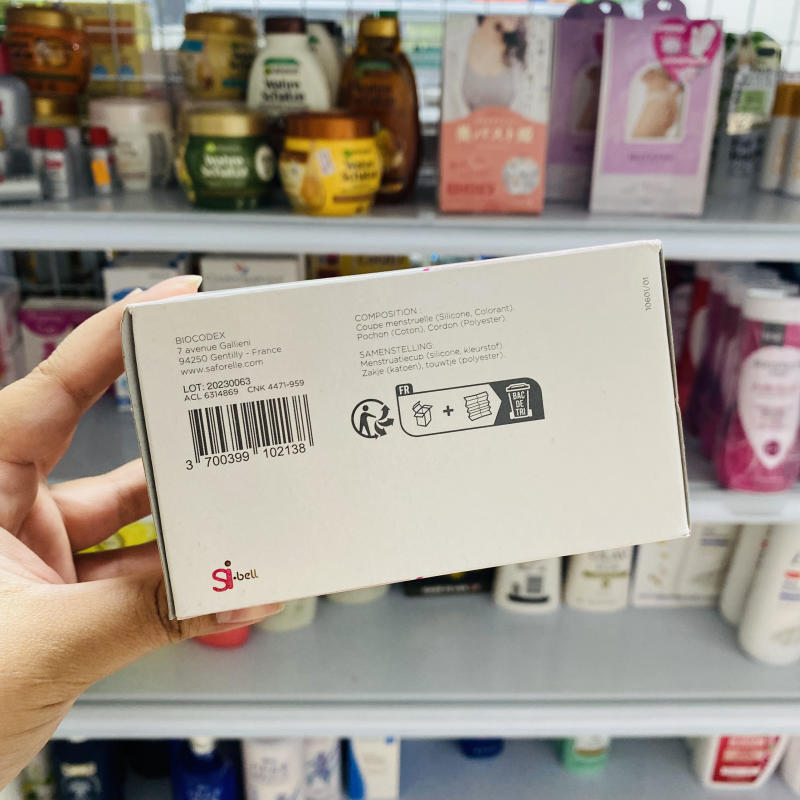 BIOCODEX
7 avenue Gallieni
94250 Gentilly - France
www.saforelle.com
LOT: 20230063
ACL 6314869 CNK 4471-959
3 700399 102138
COMPOSITION :
Coupe menstruelle (Silicone, Colorant).
Pochon (Coton), Cordon (Polyester).
SAMENSTELLING:
Menstruatiecup (silicone, kleurstof).
Zakje (katoen), touwtje (polyester).
FR
+
BAC
DE
TRI
10601/01
Si•bell